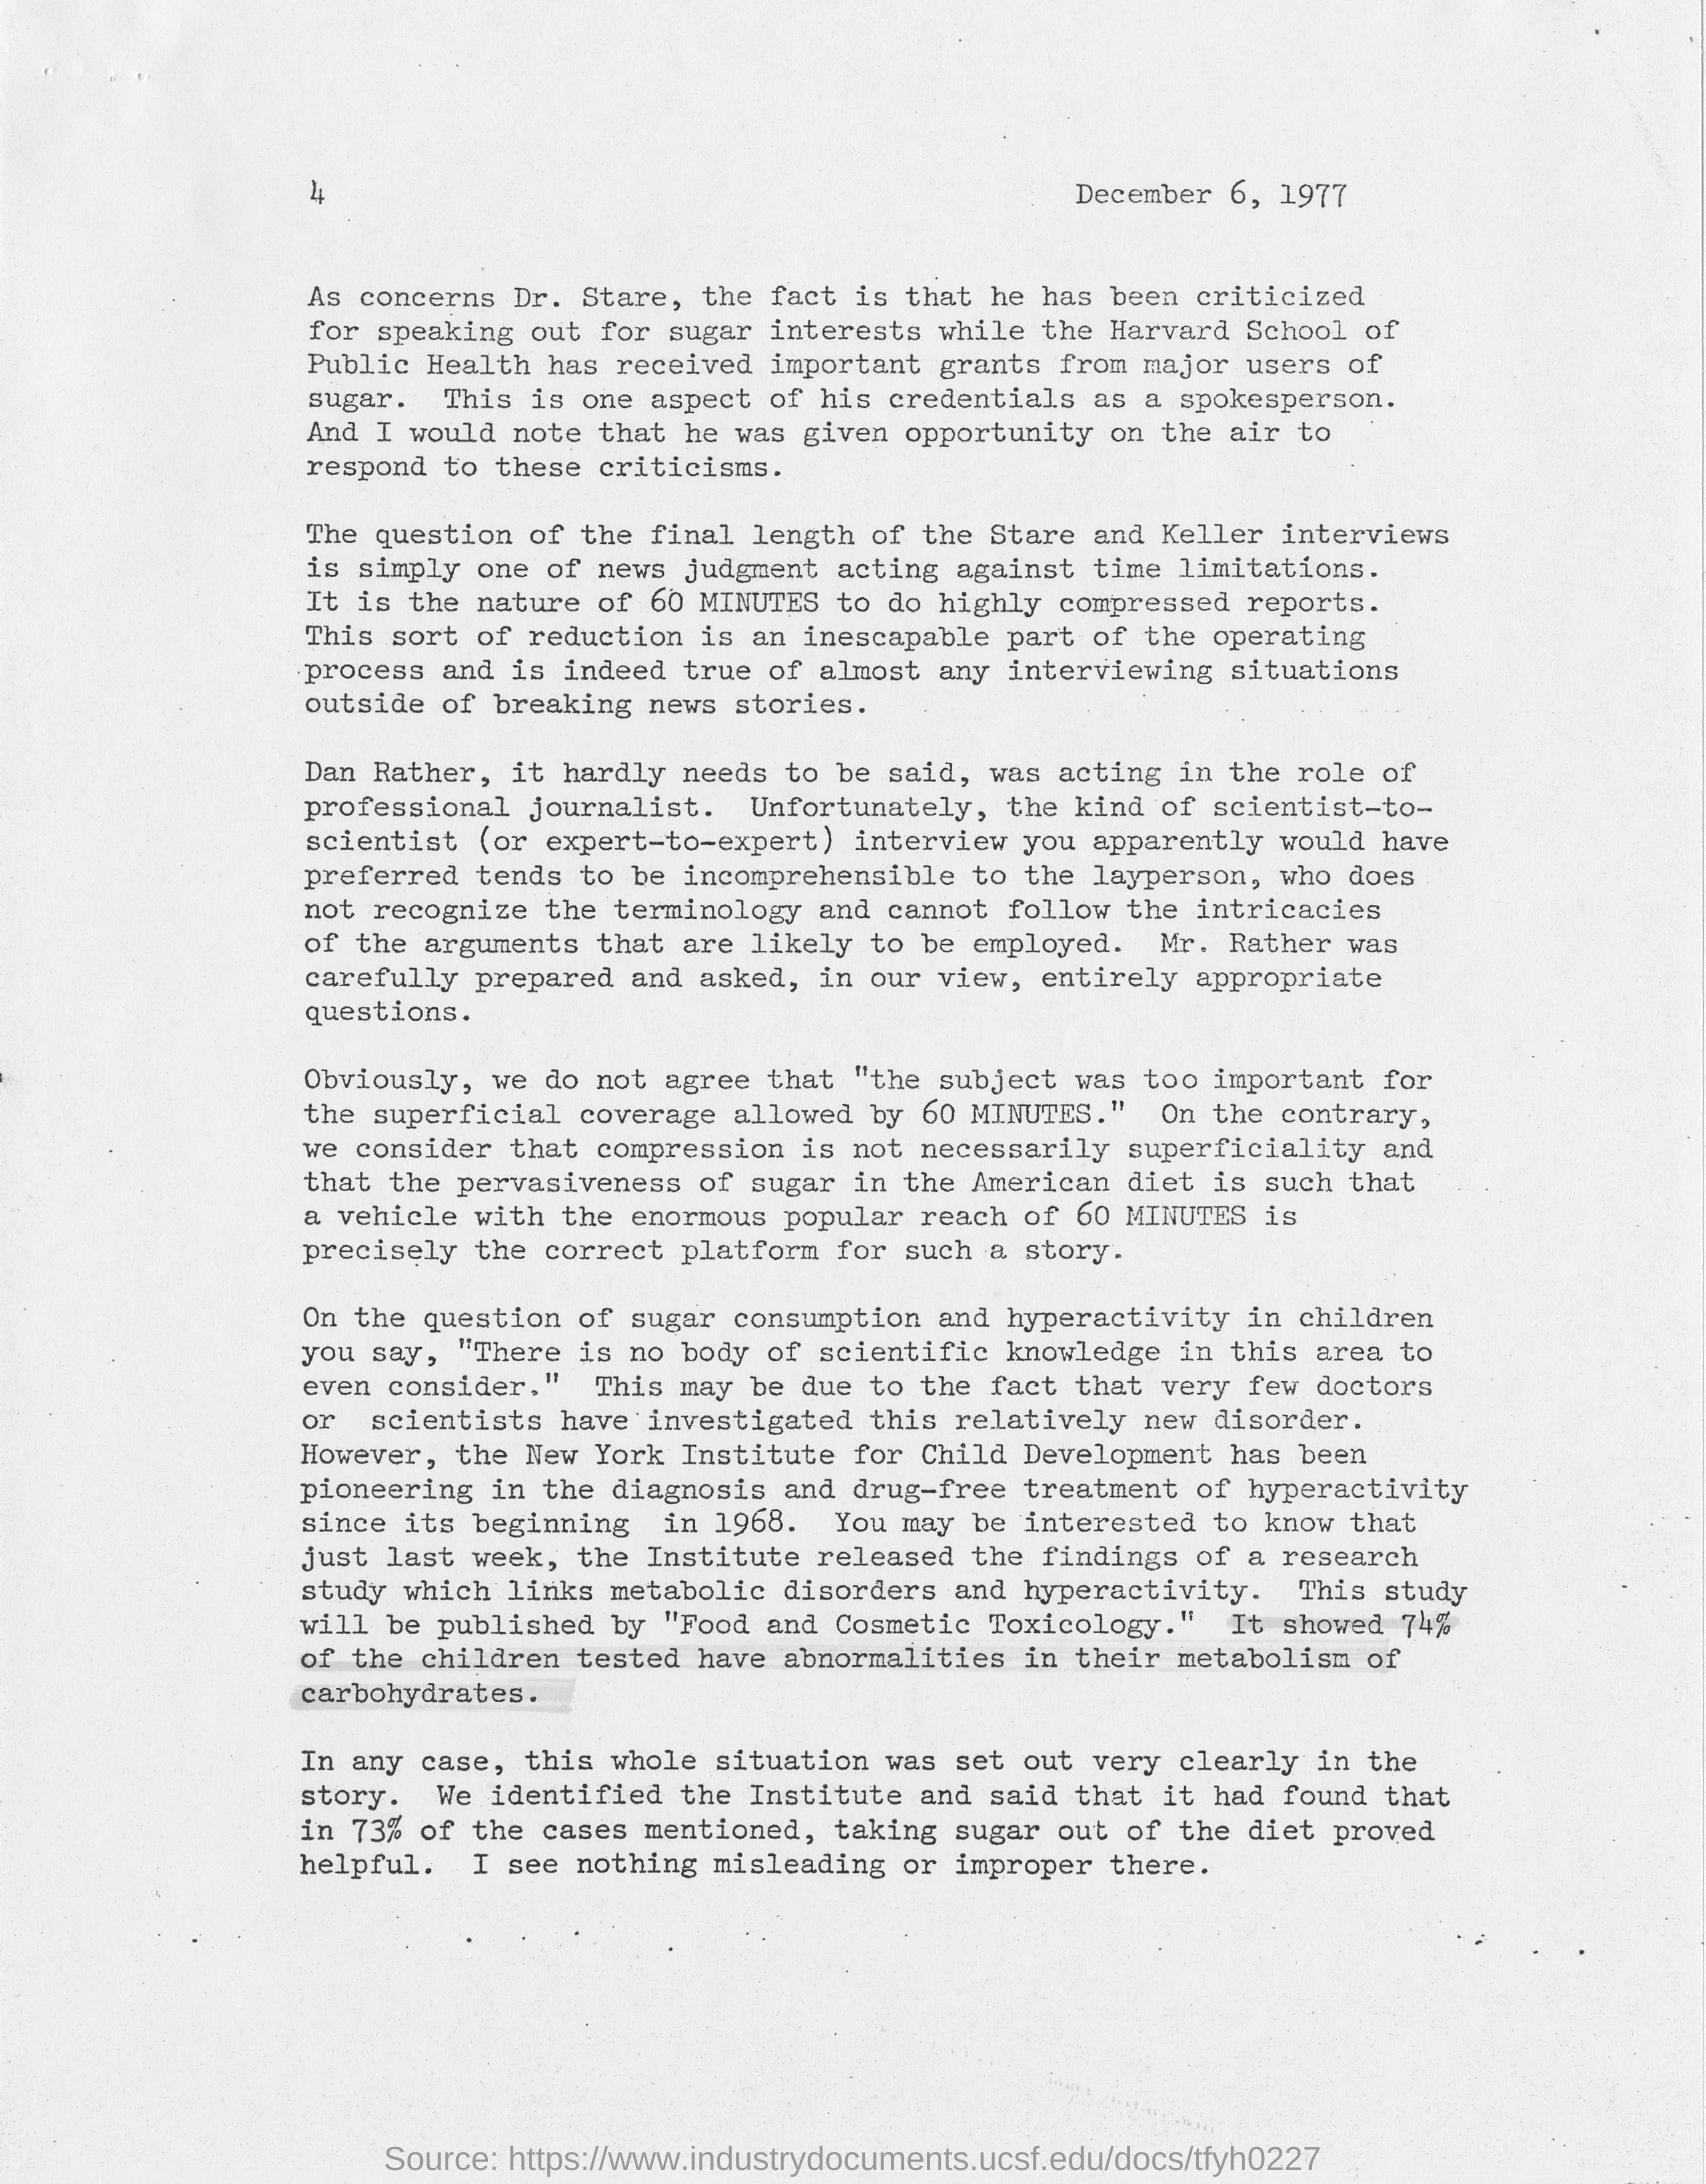 4 December 6, 1977
As concerns Dr. Stare, the fact is that he has been criticized
for speaking out for sugar interests while the Harvard School of
Public Health has received important grants from major users of
sugar. This is one aspect of his credentials as a spokesperson.
And I would note that he was given opportunity on the air to
respond to these criticisms.
The question of the final length of the Stare and Keller interviews
is simply one of news judgment acting against time limitations.
It is the nature of 60 MINUTES to do highly compressed reports.
This sort of reduction is an inescapable part of the operating
process and is indeed true of almost any interviewing situations
outside of breaking news stories.
Dan Rather, it hardly needs to be said, was acting in the role of
professional journalist. Unfortunately, the kind of scientist-to-
scientist (or expert-to-expert) interview you apparently would have
preferred tends to be incomprehensible to the layperson, who does
not recognize the terminology and cannot follow the intricacies
of the arguments that are likely to be employed. Mr. Rather was
carefully prepared and asked, in our view, entirely appropriate
questions.
Obviously, we do not agree that "the subject was too important for
the superficial coverage allowed by 60 MINUTES." On the contrary,
we consider that compression is not necessarily superficiality and
that the pervasiveness of sugar in the American diet is such that
a vehicle with the enormous popular reach of 60 MINUTES is
precisely the correct platform for such a story.
On the question of sugar consumption and hyperactivity in children
you say, "There is no body of scientific knowledge in this area to
even consider." This may be due to the fact that very few doctors
or scientists have investigated this relatively new disorder.
However, the New York Institute for Child Development has been
pioneering in the diagnosis and drug-free treatment of hyperactivity
since its beginning in 1968. You may be interested to know that
just last week, the Institute released the findings of a research
study which links metabolic disorders and hyperactivity. This study
will be published by "Food and Cosmetic Toxicology." It showed 74%
of the children tested have abnormalities in their metabolism of
carbohydrates.
In any case, this whole situation was set out very clearly in the
story. We identified the Institute and said that it had found that
in 73% of the cases mentioned, taking sugar out of the diet proved
helpful. I see nothing misleading or improper there.
Source: https://www.industrydocuments.ucsf.edu/docs/tfyh0227